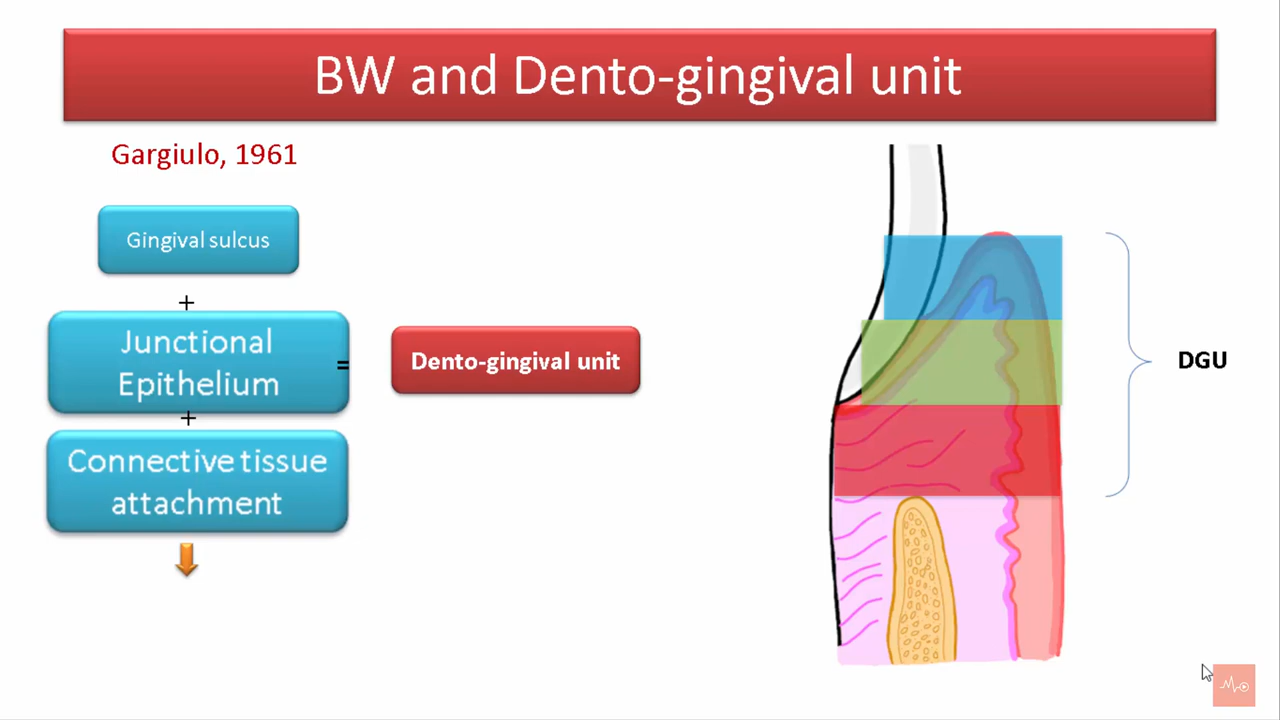 BW and Dento-gingival unit
Gargiulo, 1961
Gingival sulcus
+
Junctional
Epithelium
=
Dento-gingival unit
+
Connective tissue
attachment
DGU